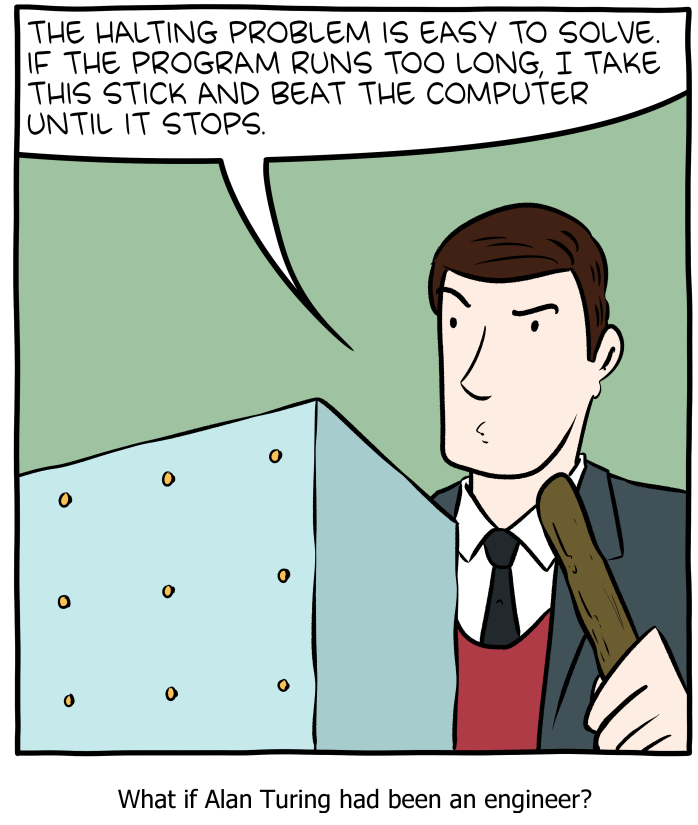 THE HALTING PROBLEM IS EASY TO SOLVE.
IF THE PROGRAM RUNS TOO LONG, I TAKE
THIS STICK AND BEAT THE COMPUTER
UNTIL IT STOPS.
What if Alan Turing had been an engineer?